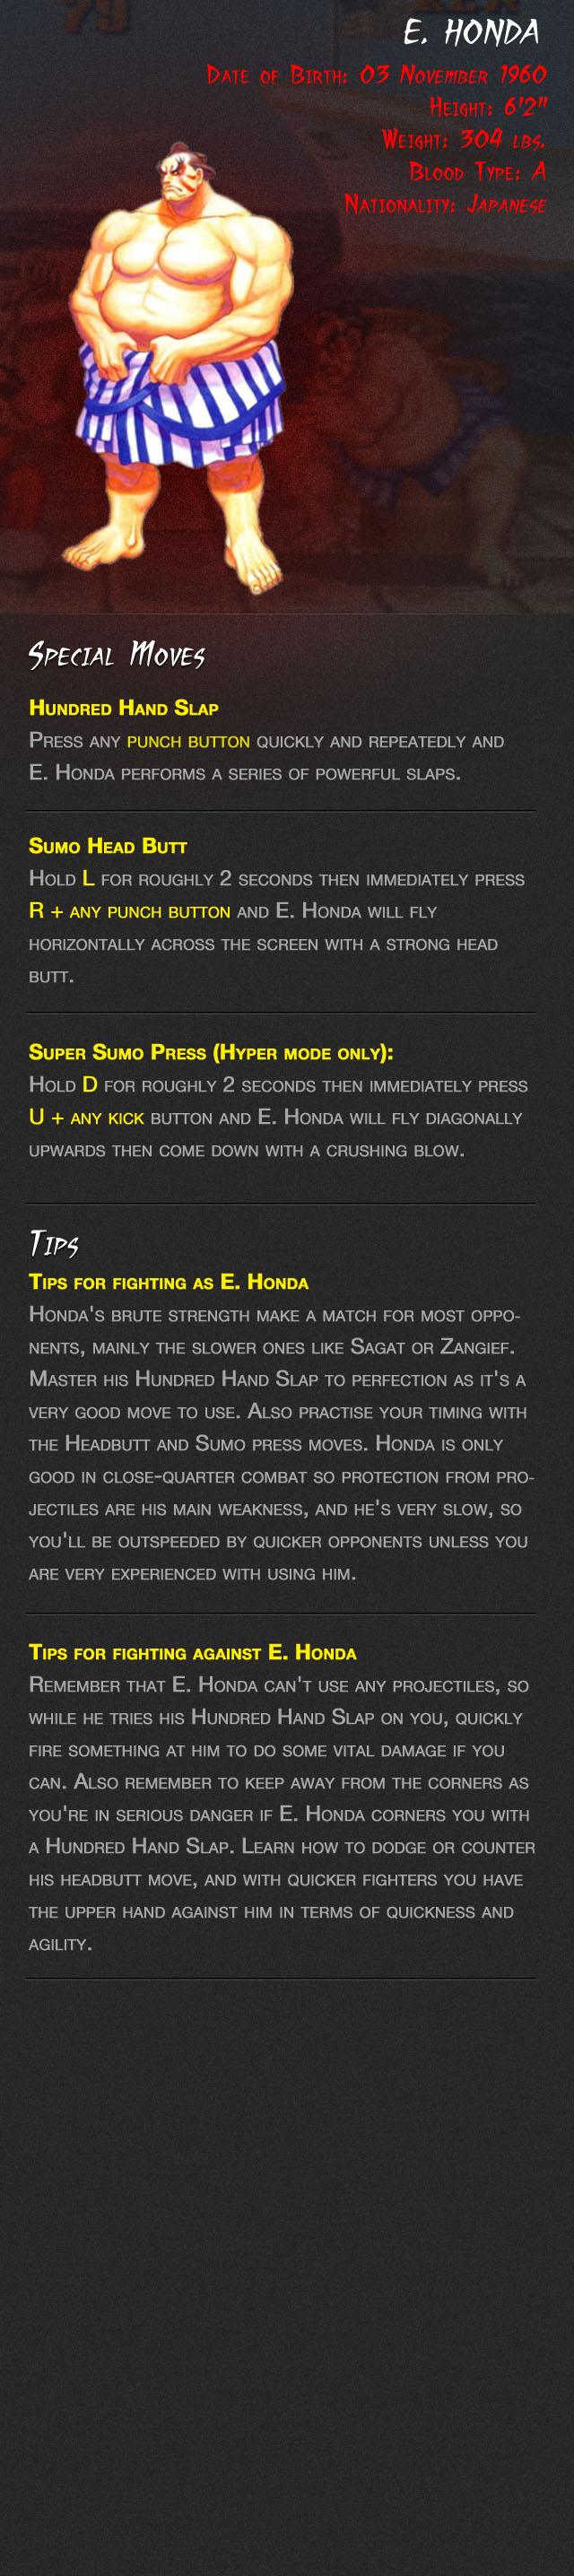 79
KEN
E. Honda
Date of Birth: 03 November 1960
Height: 6'2"
Weight: 304 lbs.
Blood Type: A
Nationality: Japanese
Special Moves
Hundred Hand Slap
Press any punch button quickly and repeatedly and
E. Honda performs a series of powerful slaps.
Sumo Head Butt
Hold L for roughly 2 seconds then immediately press
R + any punch button and E. Honda will fly
horizontally across the screen with a strong head
butt.
Super Sumo Press (Hyper mode only):
Hold D for roughly 2 seconds then immediately press
U + any kick button and E. Honda will fly diagonally
upwards then come down with a crushing blow.
Tips
Tips for fighting as E. Honda
Honda's brute strength make a match for most oppo-
nents, mainly the slower ones like Sagat or Zangief.
Master his Hundred Hand Slap to perfection as it's a
very good move to use. Also practise your timing with
the Headbutt and Sumo press moves. Honda is only
good in close-quarter combat so protection from pro-
jectiles are his main weakness, and he's very slow, so
you'll be outspeeded by quicker opponents unless you
are very experienced with using him.
Tips for fighting against E. Honda
Remember that E. Honda can't use any projectiles, so
while he tries his Hundred Hand Slap on you, quickly
fire something at him to do some vital damage if you
can. Also remember to keep away from the corners as
you're in serious danger if E. Honda corners you with
a Hundred Hand Slap. Learn how to dodge or counter
his headbutt move, and with quicker fighters you have
the upper hand against him in terms of quickness and
agility.